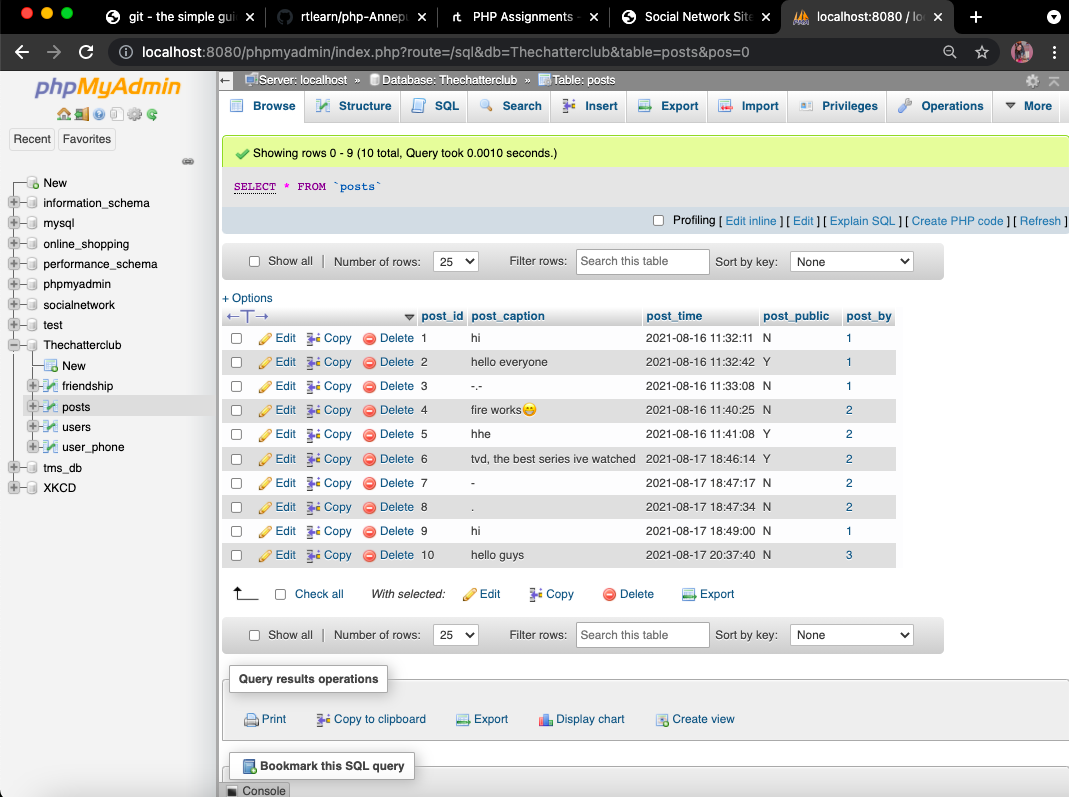 git - the simple gui
rtlearn/php-Annep
rt PHP Assignments -
Social Network Site
localhost:8080 / lo
localhost:8080/phpmyadmin/index.php?route=/sql&db=Thechatterclub&table=posts&pos=0
phpMyAdmin
Recent Favorites
New
information_schema
mysql
online_shopping
performance_schema
phpmyadmin
socialnetwork
test
Thechatterclub
New
friendship
posts
users
user_phone
tms_db
XKCD
Server: localhost » Database: Thechatterclub » Table: posts
Browse Structure SQL Search Insert Export Import Privileges Operations More
Showing rows 0 - 9 (10 total, Query took 0.0010 seconds.)
SELECT * FROM `posts`
Profiling [ Edit inline ] [ Edit ] [ Explain SQL ] [ Create PHP code ] [ Refresh ]
Show all | Number of rows: 25 Filter rows: Search this table Sort by key: None
+ Options
←T→ post_id post_caption post_time post_public post_by
Edit Copy Delete 1 hi 2021-08-16 11:32:11 N 1
Edit Copy Delete 2 hello everyone 2021-08-16 11:32:42 Y 1
Edit Copy Delete 3 -.- 2021-08-16 11:33:08 N 1
Edit Copy Delete 4 fire works😁 2021-08-16 11:40:25 N 2
Edit Copy Delete 5 hhe 2021-08-16 11:41:08 Y 2
Edit Copy Delete 6 tvd, the best series ive watched 2021-08-17 18:46:14 Y 2
Edit Copy Delete 7 - 2021-08-17 18:47:17 N 2
Edit Copy Delete 8 . 2021-08-17 18:47:34 N 2
Edit Copy Delete 9 hi 2021-08-17 18:49:00 N 1
Edit Copy Delete 10 hello guys 2021-08-17 20:37:40 N 3
Check all With selected: Edit Copy Delete Export
Show all | Number of rows: 25 Filter rows: Search this table Sort by key: None
Query results operations
Print Copy to clipboard Export Display chart Create view
Bookmark this SQL query
Console